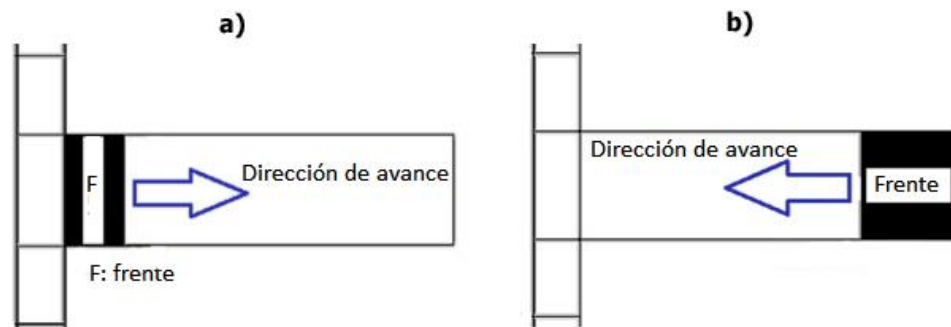 a)
F
Dirección de avance
F: frente
b)
Dirección de avance
Frente